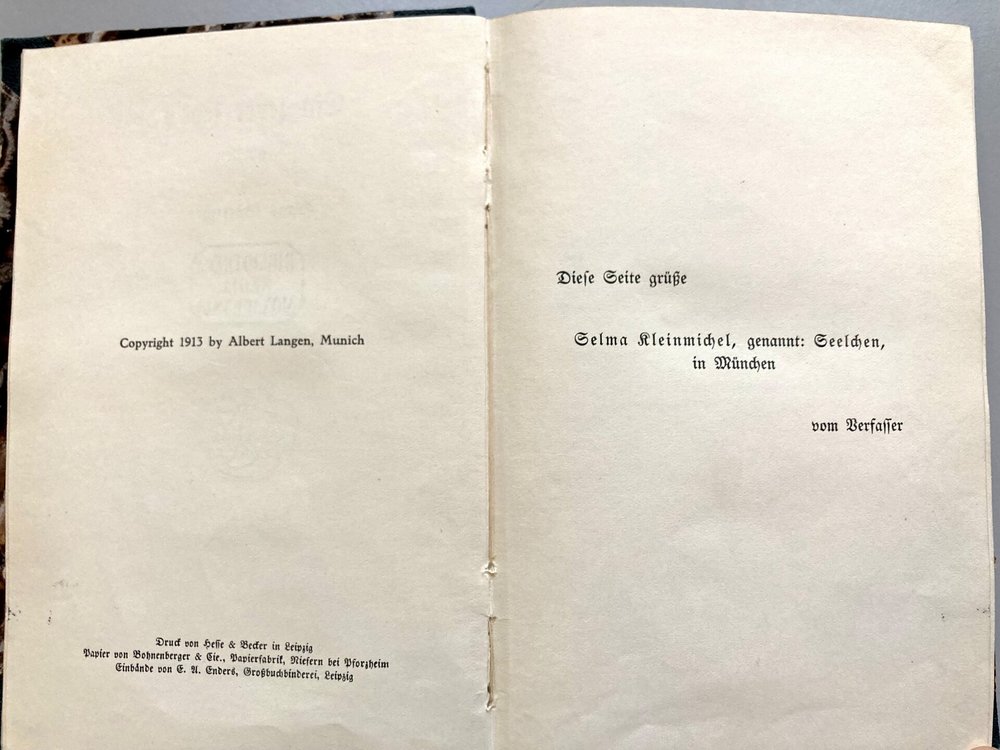 Copyright 1913 by Albert Langen, Munich
Druck von Hesse & Becker in Leipzig
Papier von Bohnenberger & Cie., Papierfabrik, Niefern bei Pforzheim
Einbände von E. A. Enders, Großbuchbinderei, Leipzig
Diese Seite grüße
Selma Kleinmichel, genannt: Seelchen,
in München
vom Verfasser